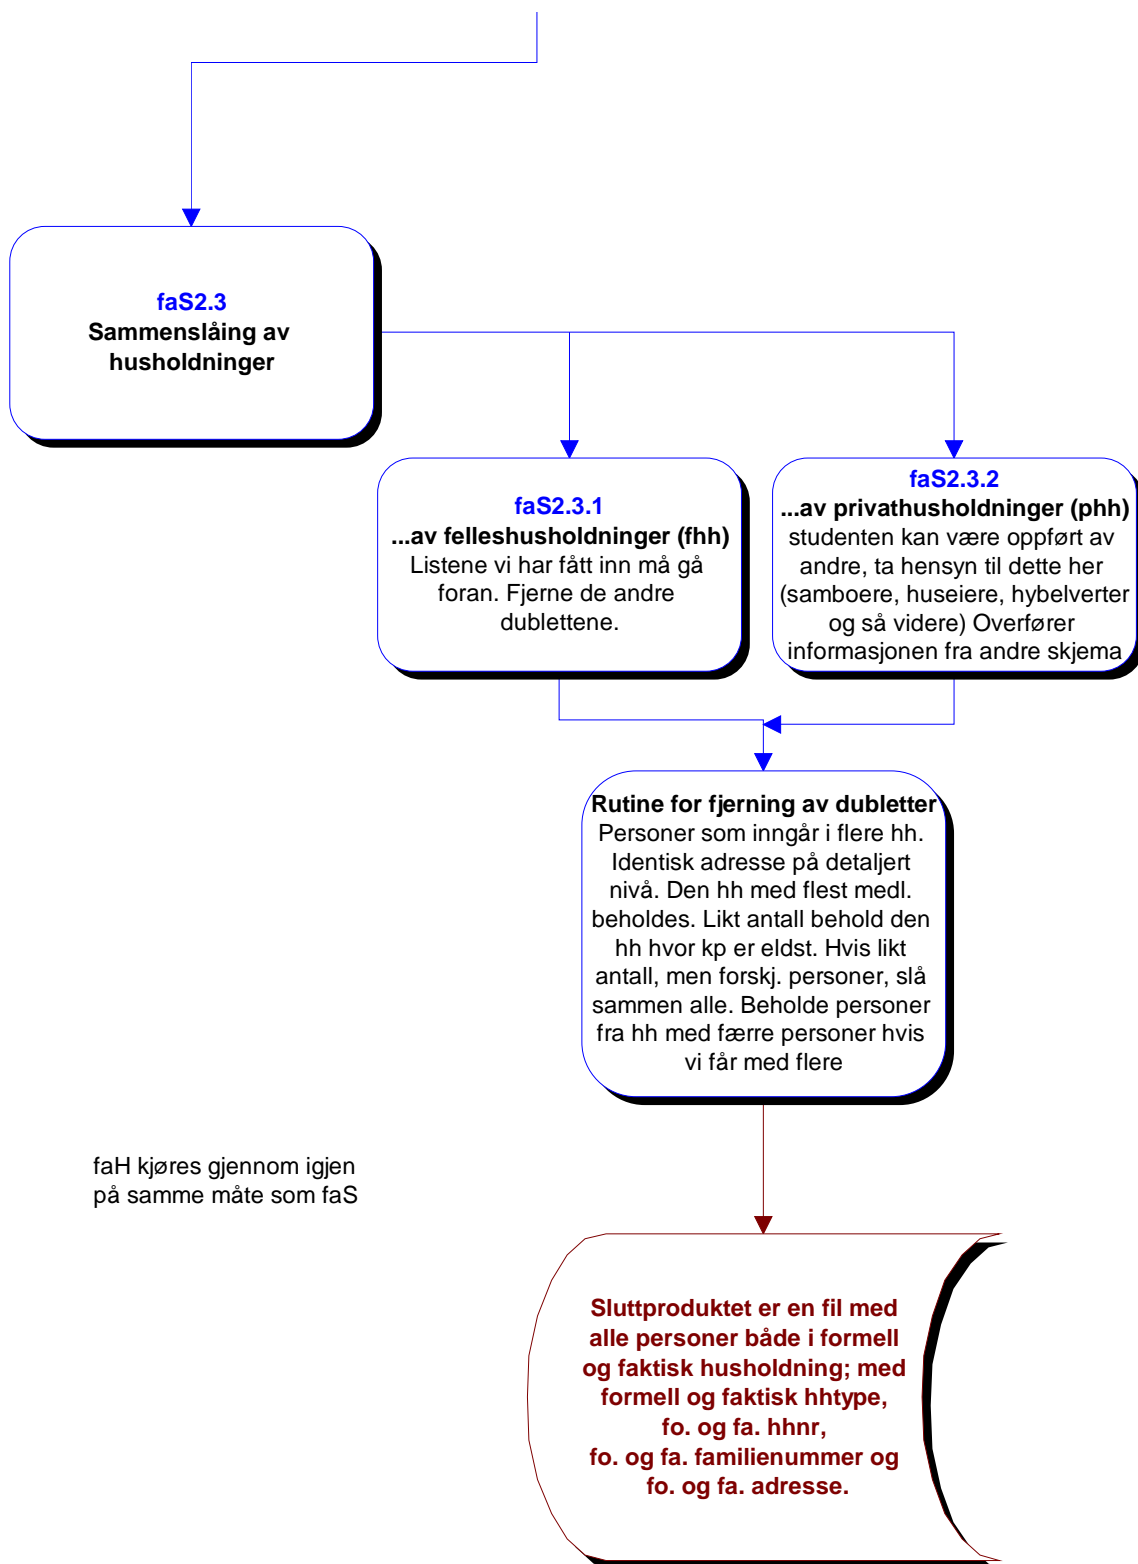 faS2.3
Sammenslåing av
husholdninger
faS2.3.1
...av felleshusholdninger (fhh)
Listene vi har fått inn må gå
foran. Fjerne de andre
dublettene.
faS2.3.2
...av privathusholdninger (phh)
studenten kan være oppført av
andre, ta hensyn til dette her
(samboere, huseiere, hybelverter
og så videre) Overfører
informasjonen fra andre skjema
Rutine for fjerning av dubletter
Personer som inngår i flere hh.
Identisk adresse på detaljert
nivå. Den hh med flest medl.
beholdes. Likt antall behold den
hh hvor kp er eldst. Hvis likt
antall, men forskj. personer, slå
sammen alle. Beholde personer
fra hh med færre personer hvis
vi får med flere
faH kjøres gjennom igjen
på samme måte som faS
Sluttproduktet er en fil med
alle personer både i formell
og faktisk husholdning; med
formell og faktisk hhtype,
fo. og fa. hhnr,
fo. og fa. familienummer og
fo. og fa. adresse.